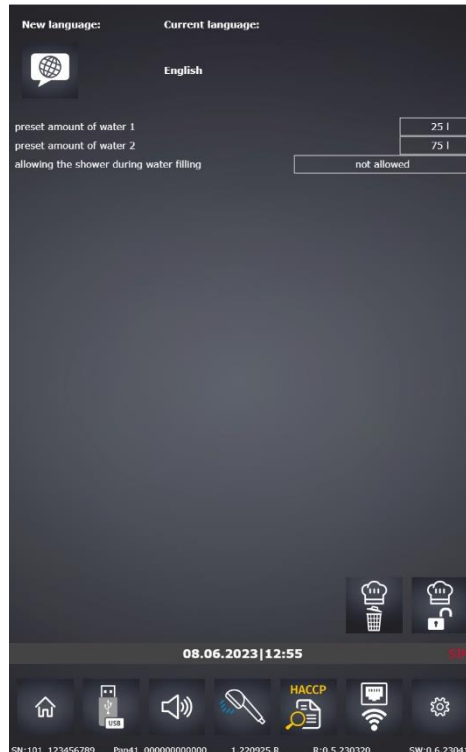 New language: Current language:
English
preset amount of water 1 25 l
preset amount of water 2 75 l
allowing the shower during water filling not allowed
08.06.2023|12:55
HACCP
USB
SN:101_123456789 Pan41_000000000000 1.220925.R R:0.5.230320